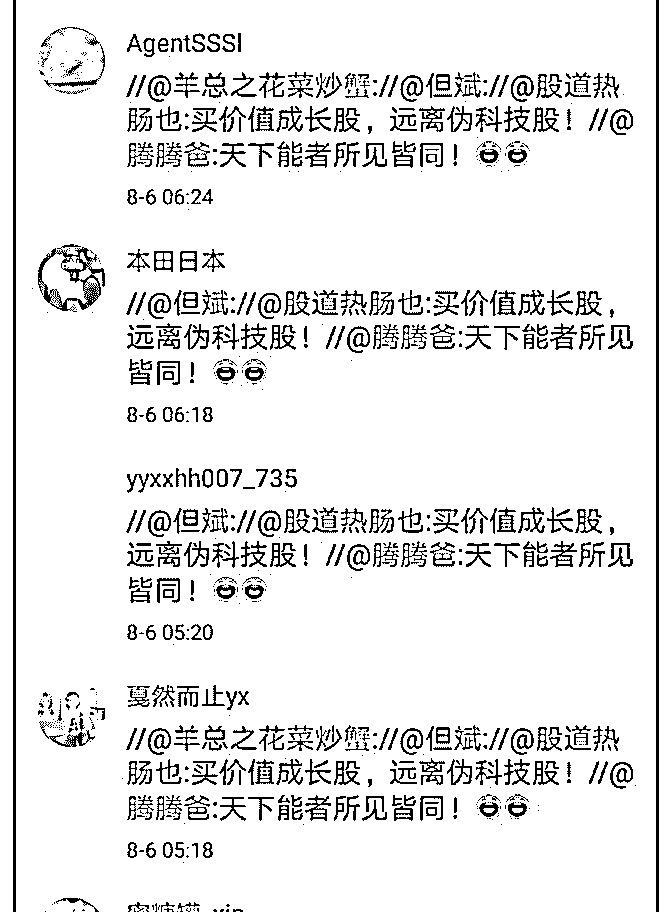 AgentSSSI
//@羊总之花菜炒蟹://@但斌://@股道热
肠也:买价值成长股，远离伪科技股！//@
腾腾爸:天下能者所见皆同！
8-6 06:24
本田日本
//@但斌://@股道热肠也:买价值成长股，
远离伪科技股！//@腾腾爸:天下能者所见
皆同！
8-6 06:18
yyxxhh007_735
//@但斌://@股道热肠也:买价值成长股，
远离伪科技股！//@腾腾爸:天下能者所见
皆同！
8-6 05:20
戛然而止yx
//@羊总之花菜炒蟹://@但斌://@股道热
肠也:买价值成长股，远离伪科技股！//@
腾腾爸:天下能者所见皆同！
8-6 05:18